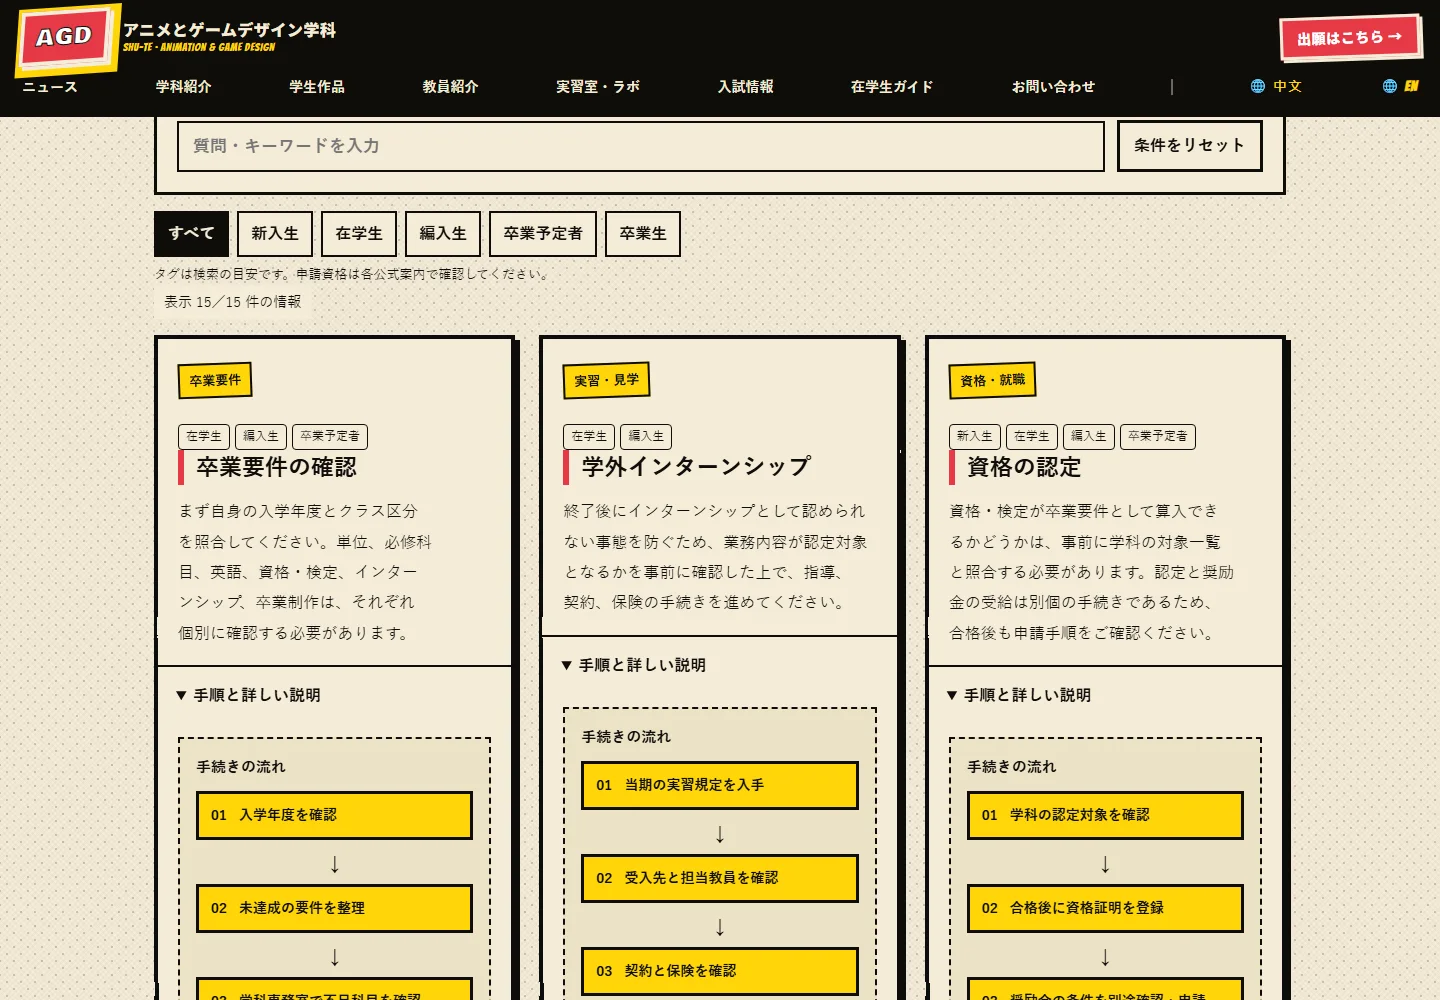 AGD
アニメとゲームデザイン学科
SHU-TE · ANIMATION & GAME DESIGN
出願はこちら →
ニュース
学科紹介
学生作品
教員紹介
実習室・ラボ
入試情報
在学生ガイド
お問い合わせ
|
🌐 中文
🌐 EN
質問・キーワードを入力
条件をリセット
すべて
新入生
在学生
編入生
卒業予定者
卒業生
タグは検索の目安です。申請資格は各公式案内で確認してください。
表示 15／15 件の情報
卒業要件
在学生
編入生
卒業予定者
卒業要件の確認
まず自身の入学年度とクラス区分
を照合してください。単位、必修科
目、英語、資格・検定、インター
ンシップ、卒業制作は、それぞれ
個別に確認する必要があります。
▼ 手順と詳しい説明
手続きの流れ
01 入学年度を確認
↓
02 未達成の要件を整理
↓
実習・見学
在学生
編入生
学外インターンシップ
終了後にインターンシップとして認められ
ない事態を防ぐため、業務内容が認定対象
となるかを事前に確認した上で、指導、
契約、保険の手続きを進めてください。
▼ 手順と詳しい説明
手続きの流れ
01 当期の実習規定を入手
↓
02 受入先と担当教員を確認
↓
03 契約と保険を確認
資格・就職
新入生
在学生
編入生
卒業予定者
資格の認定
資格・検定が卒業要件として算入でき
るかどうかは、事前に学科の対象一覧
と照合する必要があります。認定と奨励
金の受給は別個の手続きであるため、
合格後も申請手順をご確認ください。
▼ 手順と詳しい説明
手続きの流れ
01 学科の認定対象を確認
↓
02 合格後に資格証明を登録
↓